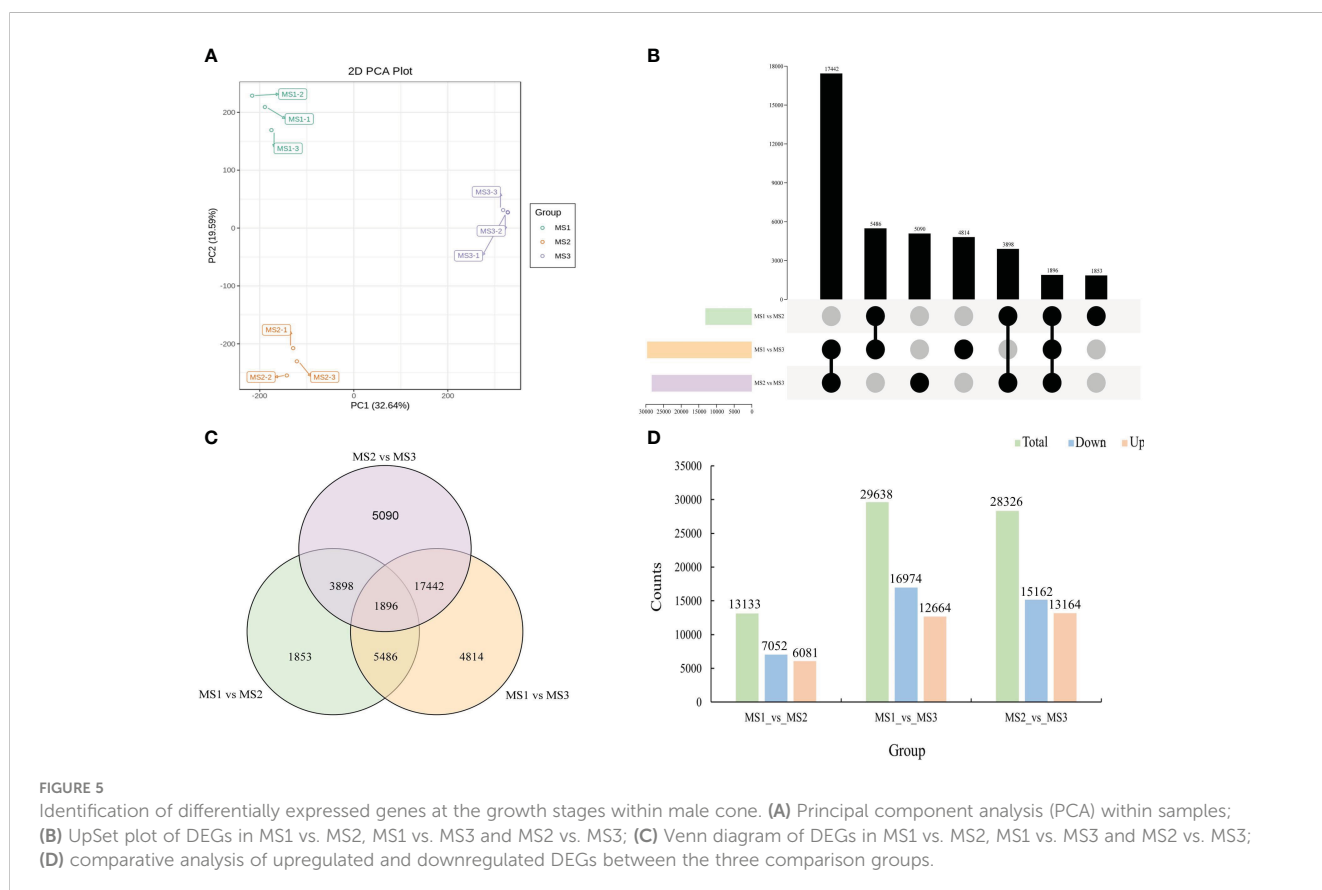 A
2D PCA Plot
MS1-2
MS1-1
MS1-3
MS3-3
MS3-2
MS3-1
MS2-1
MS2-2
MS2-3
200
100
0
-100
-200
PC2 (19.59%)
-200
0
200
PC1 (32.64%)
Group
MS1
MS2
MS3
B
18000
15000
12000
9000
6000
3000
0
17442
5486
5090
4814
3898
1896
1853
MS1 vs MS2
MS1 vs MS3
MS2 vs MS3
30000 25000 20000 15000 10000 5000 0
C
MS2 vs MS3
5090
3898
17442
1896
1853
5486
4814
MS1 vs MS2
MS1 vs MS3
D
Total Down Up
35000
30000
25000
20000
15000
10000
5000
0
Counts
13133
7052
6081
29638
16974
12664
28326
15162
13164
MS1_vs_MS2
MS1_vs_MS3
MS2_vs_MS3
Group
FIGURE 5
Identification of differentially expressed genes at the growth stages within male cone. (A) Principal component analysis (PCA) within samples;
(B) UpSet plot of DEGs in MS1 vs. MS2, MS1 vs. MS3 and MS2 vs. MS3; (C) Venn diagram of DEGs in MS1 vs. MS2, MS1 vs. MS3 and MS2 vs. MS3;
(D) comparative analysis of upregulated and downregulated DEGs between the three comparison groups.